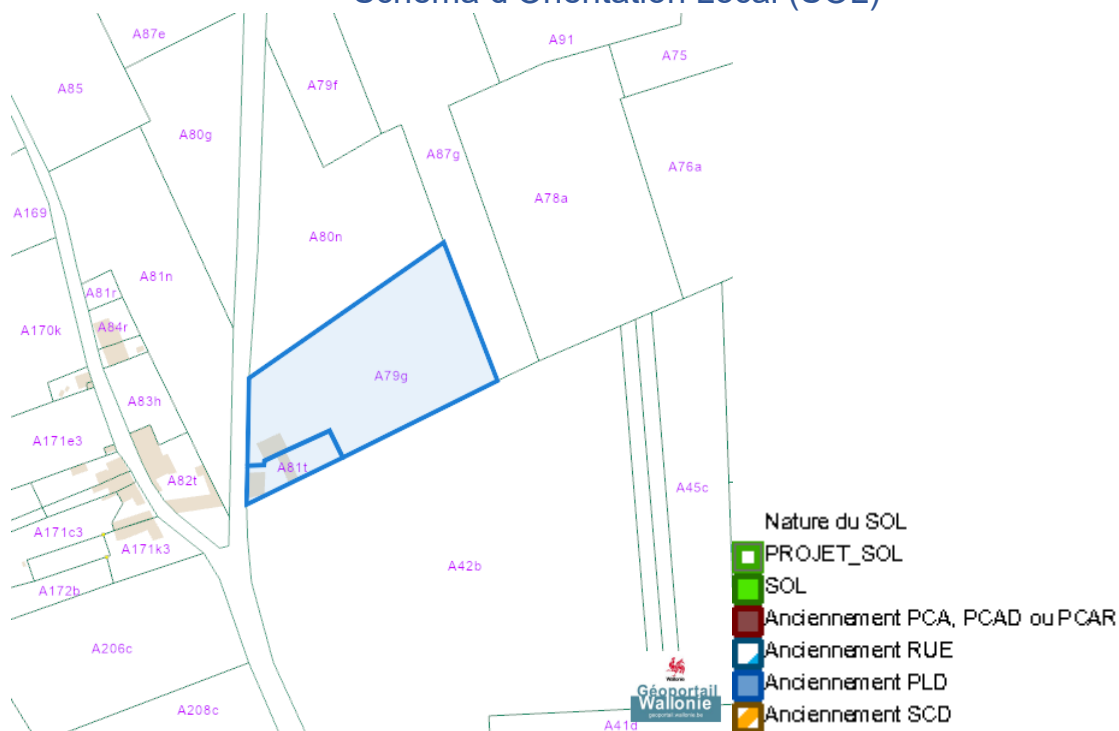 Schéma d'Orientation Local (SOL)
A87e
A91
A75
A85
A79f
A80g
A87g
A76a
A78a
A169
A80n
A81n
A81r
A170k
A84r
A79g
A83h
A171e3
A81t
A82t
A45c
A171c3
A171k3
A42b
A172b
A206c
A208c
A41d
Wallonie
Géoportail
Wallonie
geoportail.wallonie.be
Nature du SOL
PROJET_SOL
SOL
Anciennement PCA, PCAD ou PCAR
Anciennement RUE
Anciennement PLD
Anciennement SCD